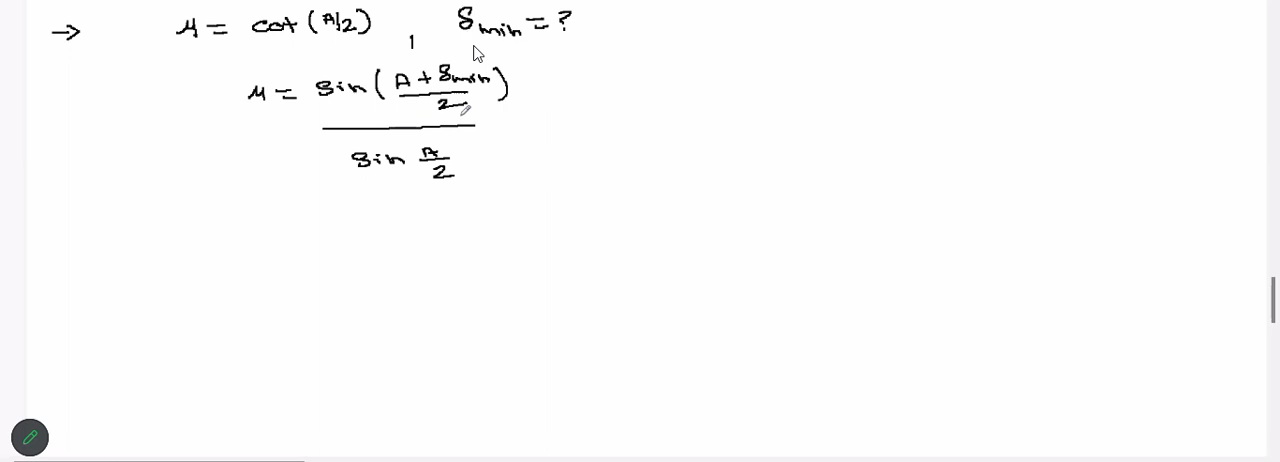 → μ = cot (A/2) , δmin = ?
μ = sin ( A + δmin / 2 )
sin A/2